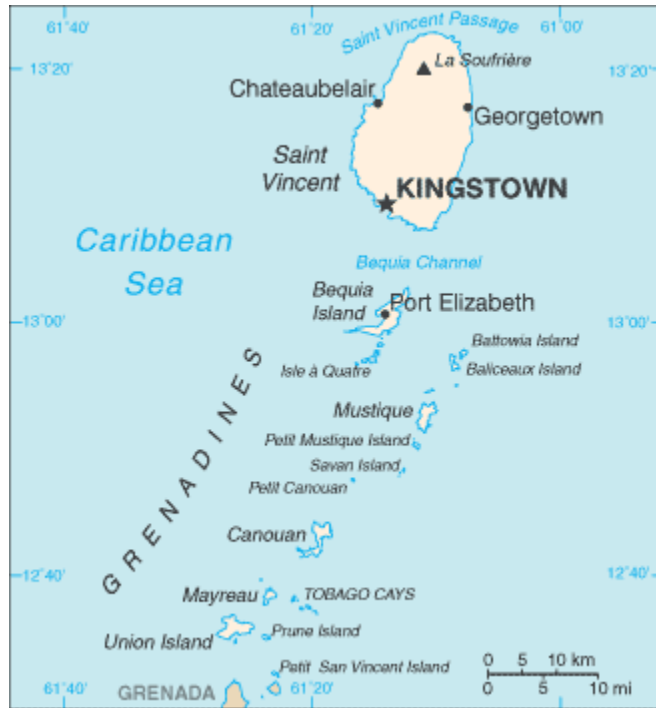 61˚40'
61˚20'
61˚00'
Saint Vincent Passage
13˚20'
13˚20'
La Soufrière
Chateaubelair
Georgetown
Saint
Vincent
KINGSTOWN
Caribbean
Sea
Bequia Channel
Bequia
Island
Port Elizabeth
13˚00'
13˚00'
Battowia Island
Isle à Quatre
Baliceaux Island
GRENADINES
Mustique
Petit Mustique Island
Savan Island
Petit Canouan
Canouan
12˚40'
12˚40'
Mayreau
TOBAGO CAYS
Union Island
Prune Island
Petit San Vincent Island
GRENADA
0 5 10 km
0 5 10 mi
61˚40'
61˚20'